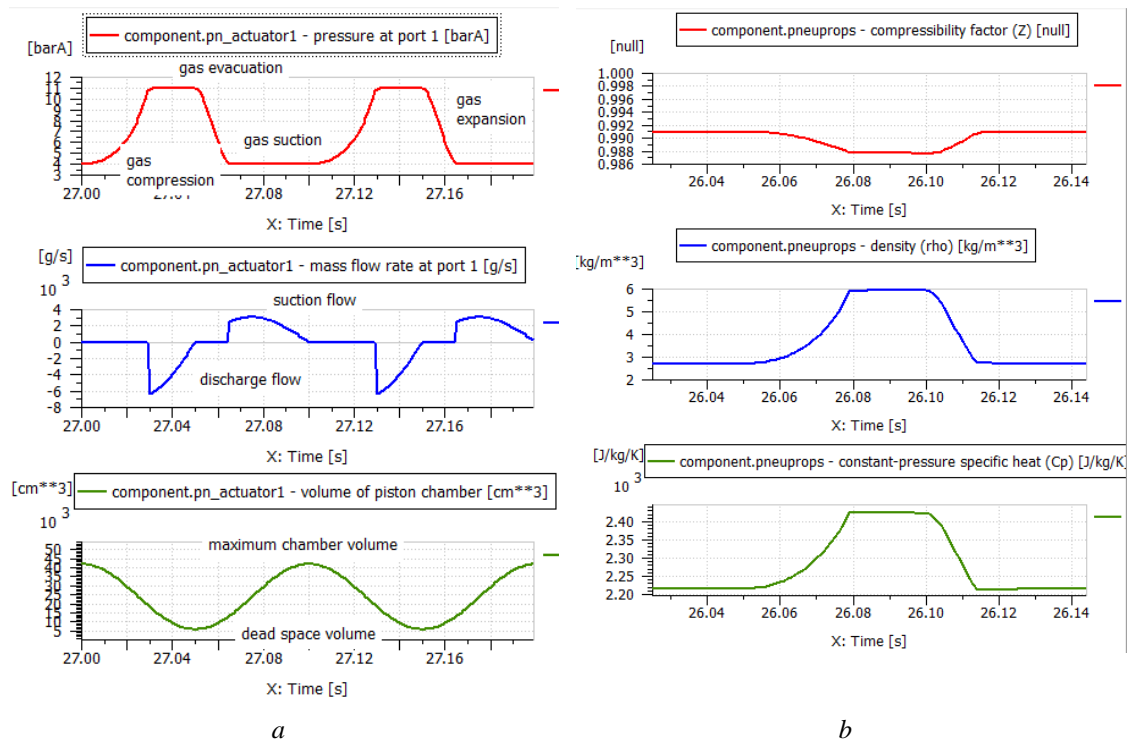 component.pn_actuator1 - pressure at port 1 [barA]
[barA]
gas evacuation
12
11
10
9
8
7
6
5
4
3
gas suction
gas
expansion
gas
compression
27.00
27.04
27.08
27.12
27.16
X: Time [s]
component.pn_actuator1 - mass flow rate at port 1 [g/s]
[g/s]
10 3
suction flow
4
2
0
-2
-4
-6
-8
discharge flow
27.00
27.04
27.08
27.12
27.16
X: Time [s]
component.pn_actuator1 - volume of piston chamber [cm**3]
[cm**3]
10 3
maximum chamber volume
50
45
40
35
30
25
20
15
10
5
dead space volume
27.00
27.04
27.08
27.12
27.16
X: Time [s]
a
component.pneuprops - compressibility factor (Z) [null]
[null]
1.000
0.998
0.996
0.994
0.992
0.990
0.988
0.986
26.04
26.06
26.08
26.10
26.12
26.14
X: Time [s]
component.pneuprops - density (rho) [kg/m**3]
[kg/m**3]
6
5
4
3
2
26.04
26.06
26.08
26.10
26.12
26.14
X: Time [s]
component.pneuprops - constant-pressure specific heat (Cp) [J/kg/K]
[J/kg/K]
10 3
2.40
2.35
2.30
2.25
2.20
26.04
26.06
26.08
26.10
26.12
26.14
X: Time [s]
b